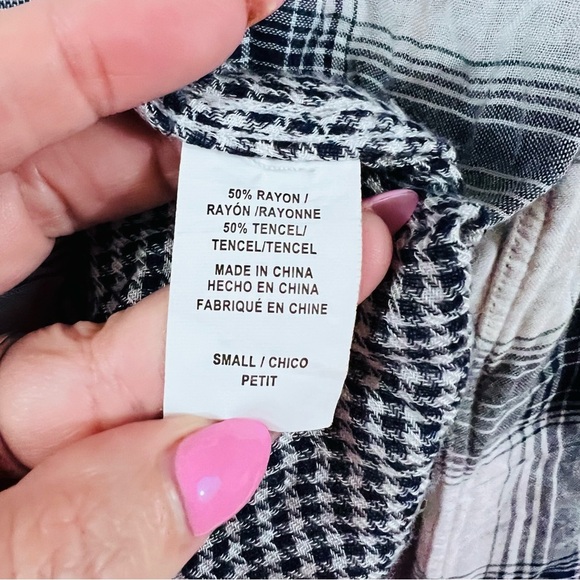 50% RAYON /
RAYÓN /RAYONNE
50% TENCEL/
TENCEL/TENCEL
MADE IN CHINA
HECHO EN CHINA
FABRIQUÉ EN CHINE
SMALL / CHICO
PETIT